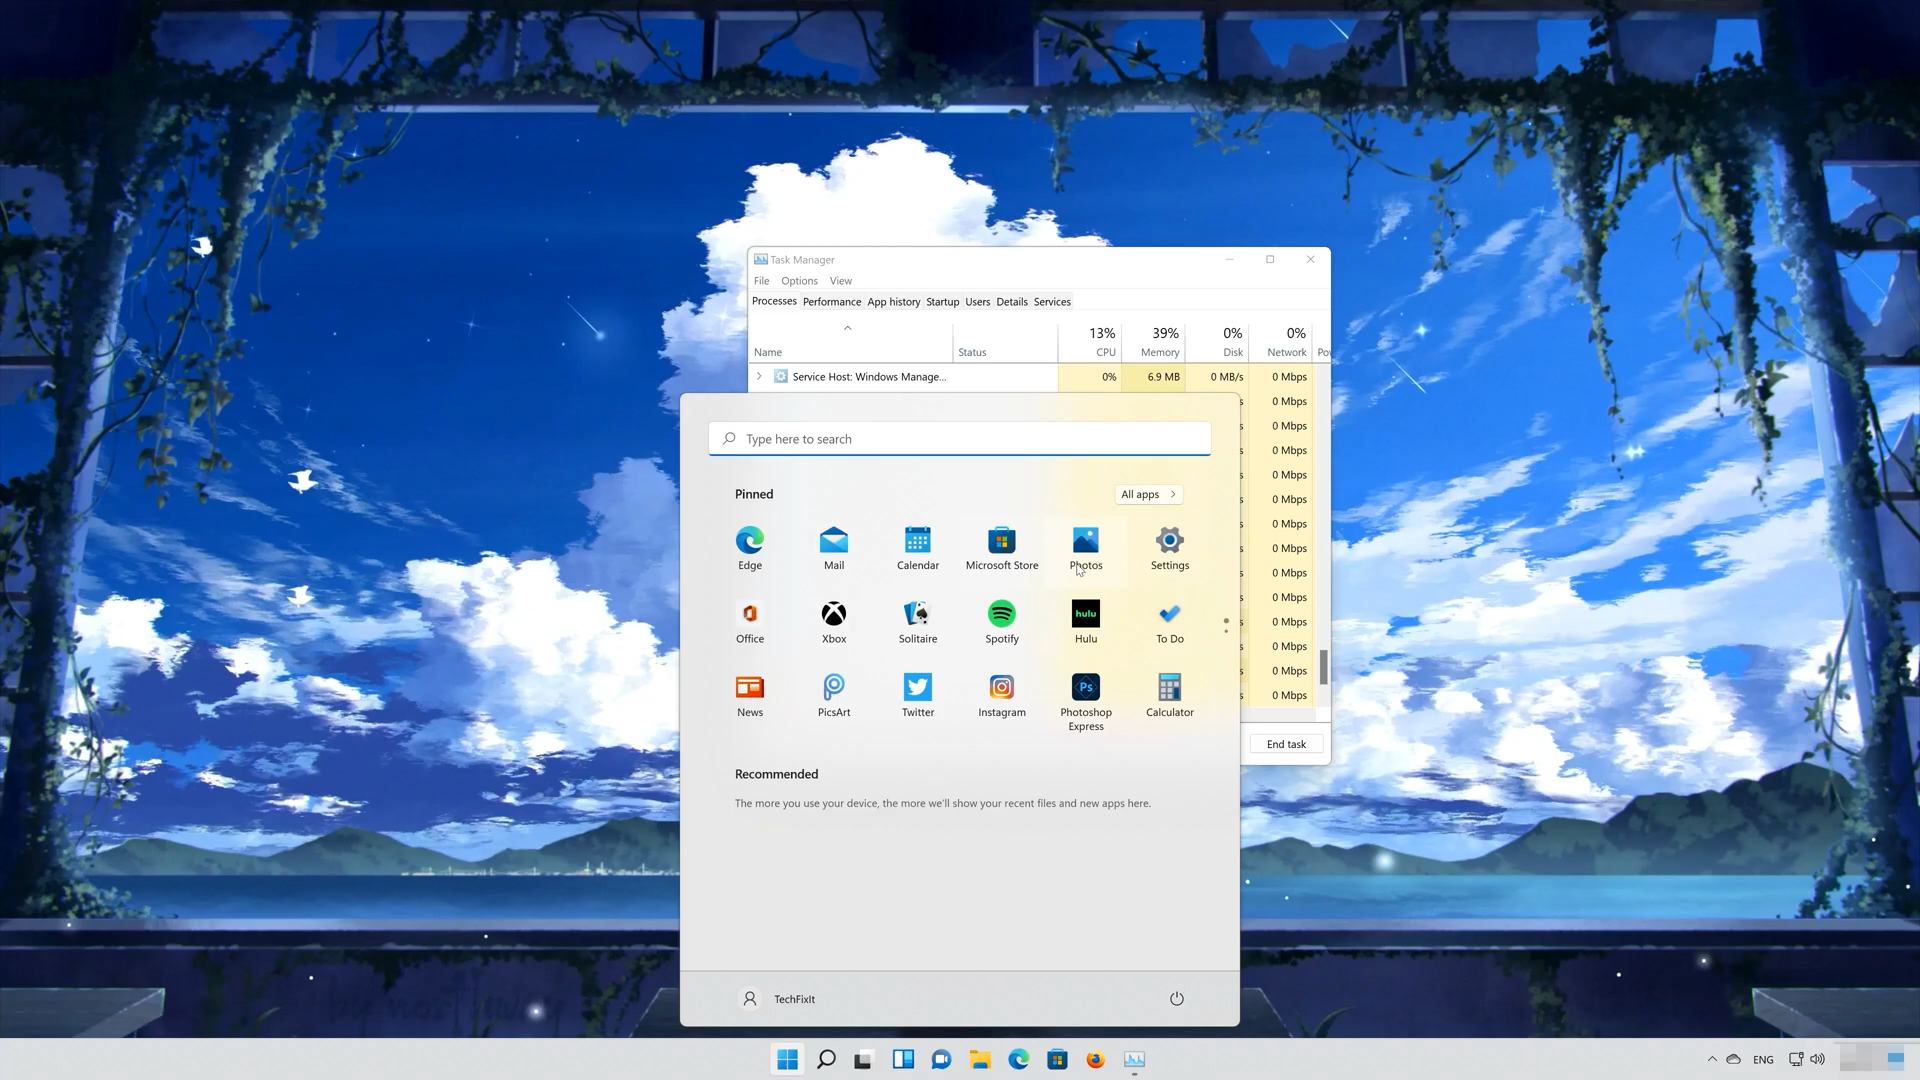 Task Manager
File Options View
Processes Performance App history Startup Users Details Services
13% 39% 0% 0%
Name Status CPU Memory Disk Network
Service Host: Windows Manage... 0% 6.9 MB 0 MB/s 0 Mbps
s 0 Mbps
s 0 Mbps
s 0 Mbps
s 0 Mbps
s 0 Mbps
s 0 Mbps
s 0 Mbps
s 0 Mbps
s 0 Mbps
s 0 Mbps
s 0 Mbps
s 0 Mbps
s 0 Mbps
End task
Type here to search
Pinned All apps
Edge Mail Calendar Microsoft Store Photos Settings
hulu
Office Xbox Solitaire Spotify Hulu To Do
Ps
News PicsArt Twitter Instagram Photoshop Express Calculator
Recommended
The more you use your device, the more we'll show your recent files and new apps here.
TechFixIt
ENG